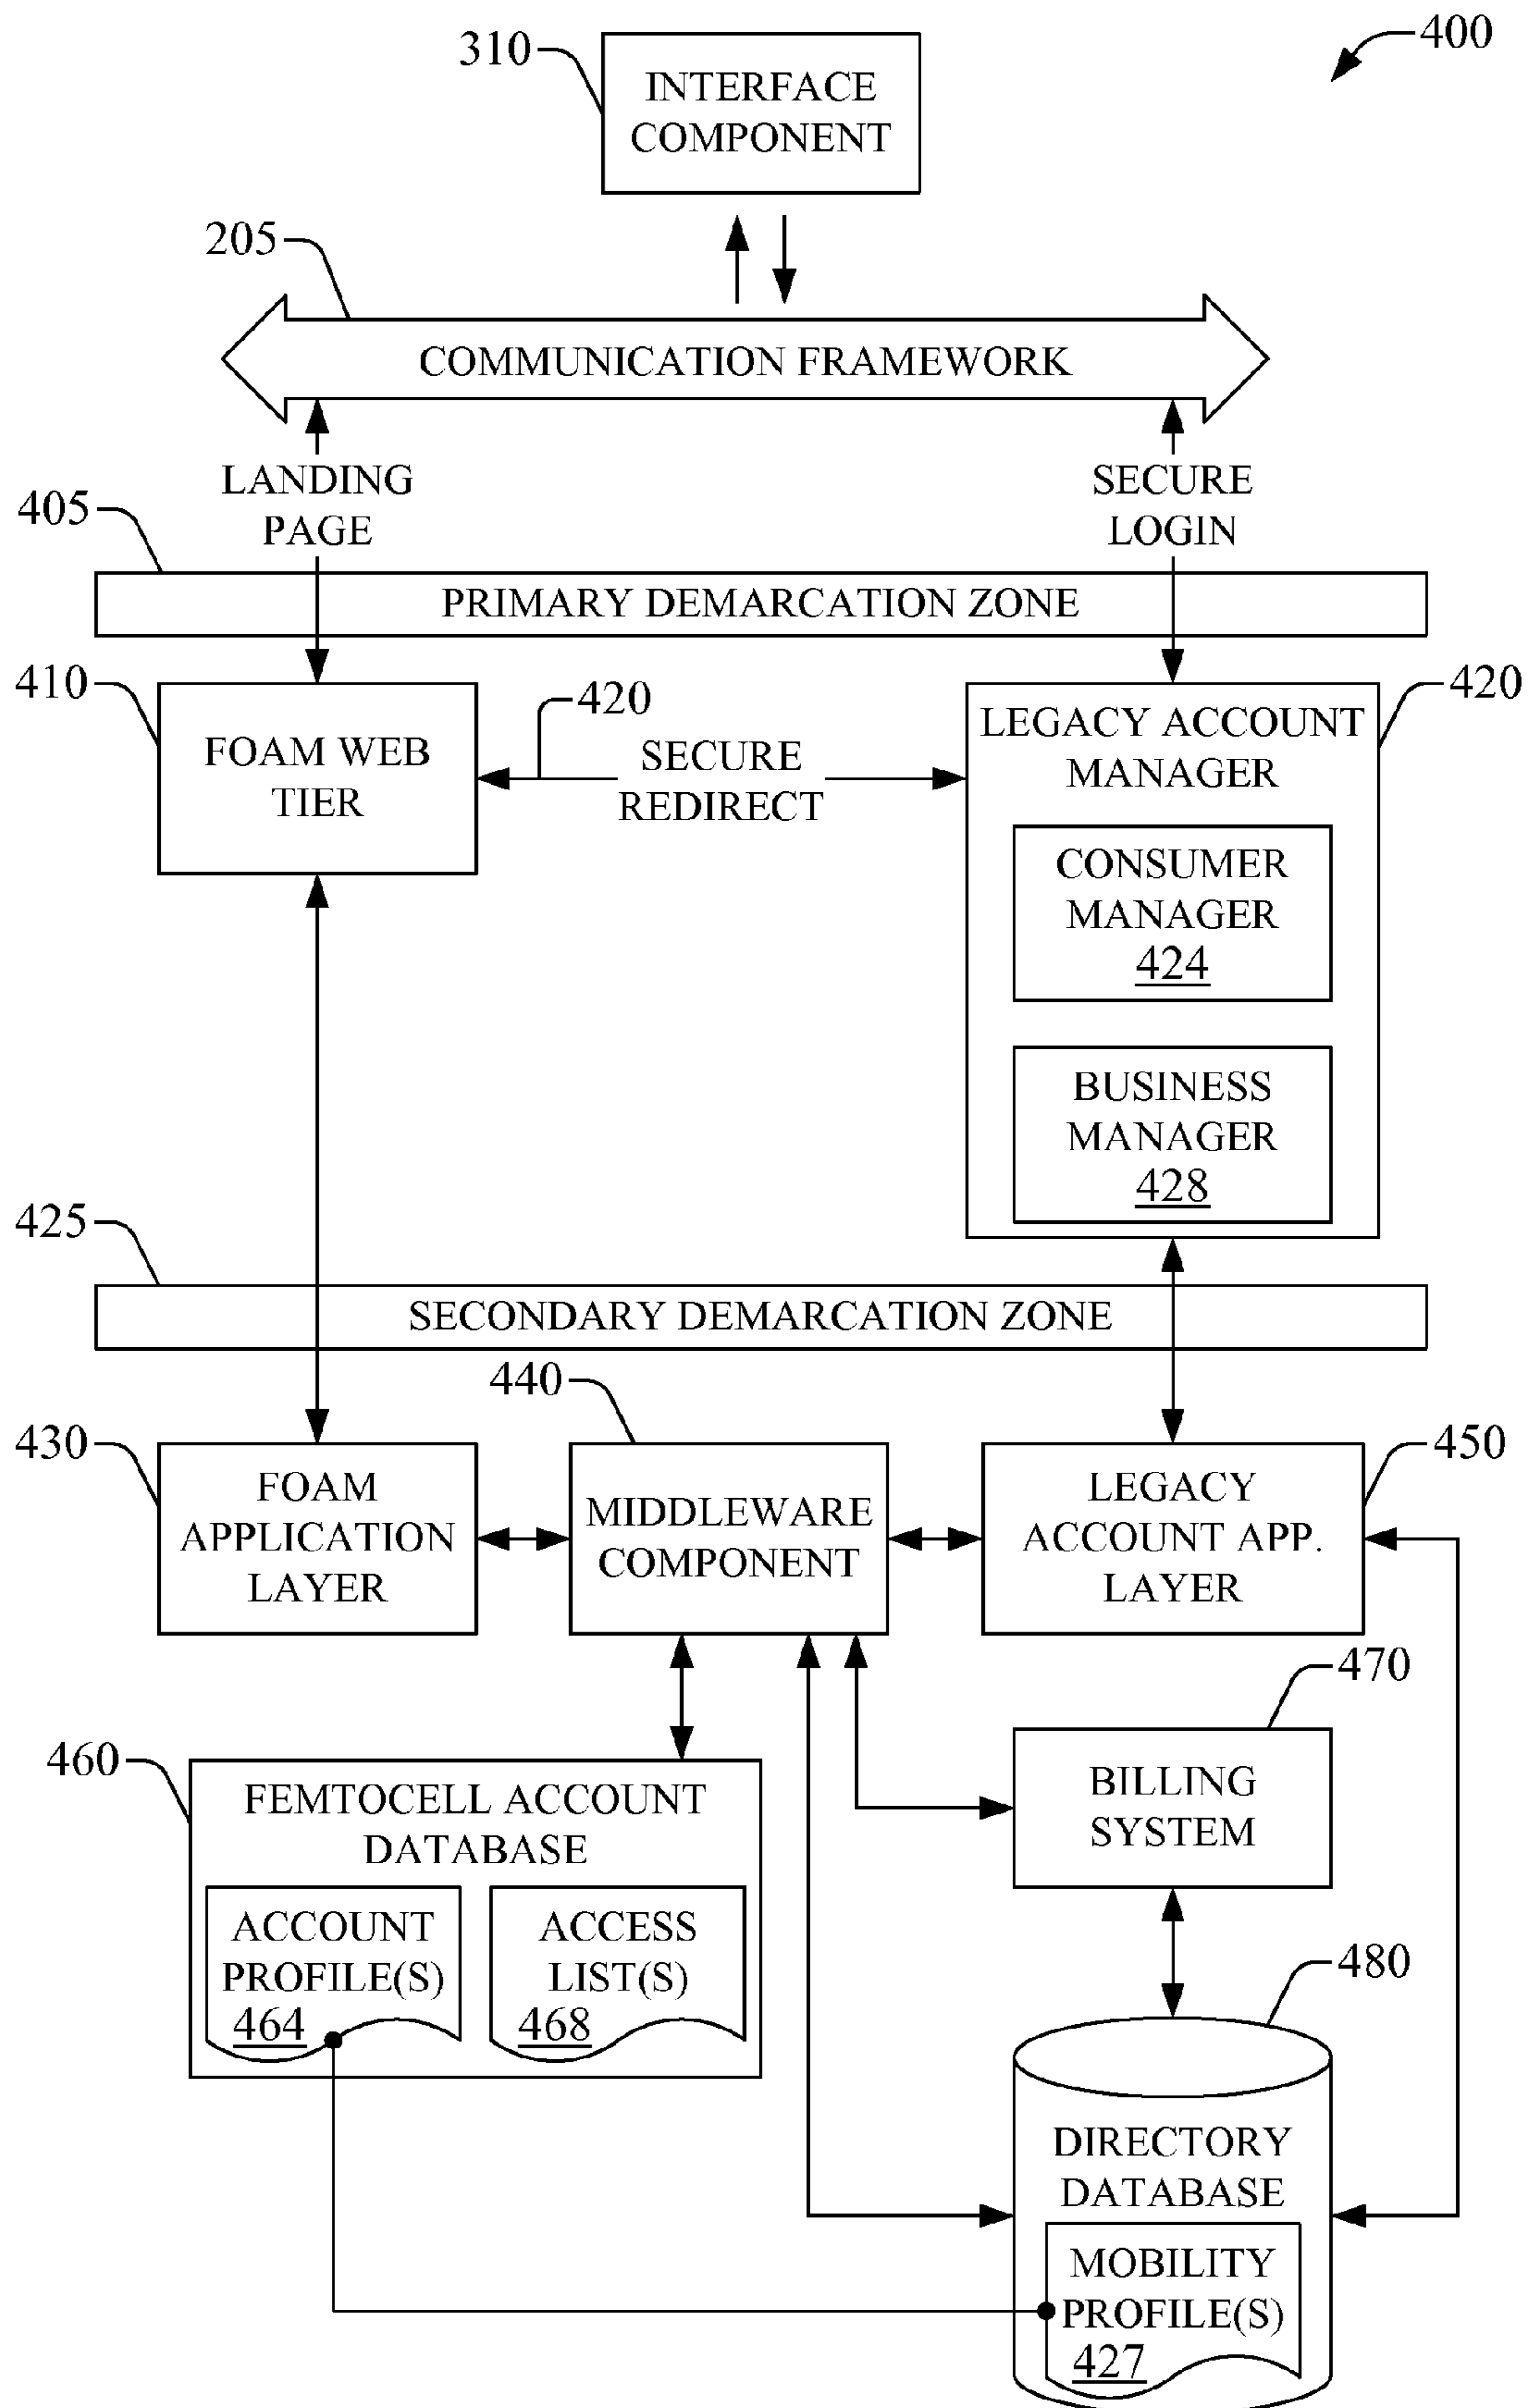 400
310
INTERFACE
COMPONENT
205
COMMUNICATION FRAMEWORK
LANDING
PAGE
SECURE
LOGIN
405
PRIMARY DEMARCATION ZONE
410
FOAM WEB
TIER
420
SECURE
REDIRECT
420
LEGACY ACCOUNT
MANAGER
CONSUMER
MANAGER
424
BUSINESS
MANAGER
428
425
SECONDARY DEMARCATION ZONE
430
FOAM
APPLICATION
LAYER
440
MIDDLEWARE
COMPONENT
450
LEGACY
ACCOUNT APP.
LAYER
460
FEMTOCELL ACCOUNT
DATABASE
ACCOUNT
PROFILE(S)
464
ACCESS
LIST(S)
468
470
BILLING
SYSTEM
480
DIRECTORY
DATABASE
MOBILITY
PROFILE(S)
427